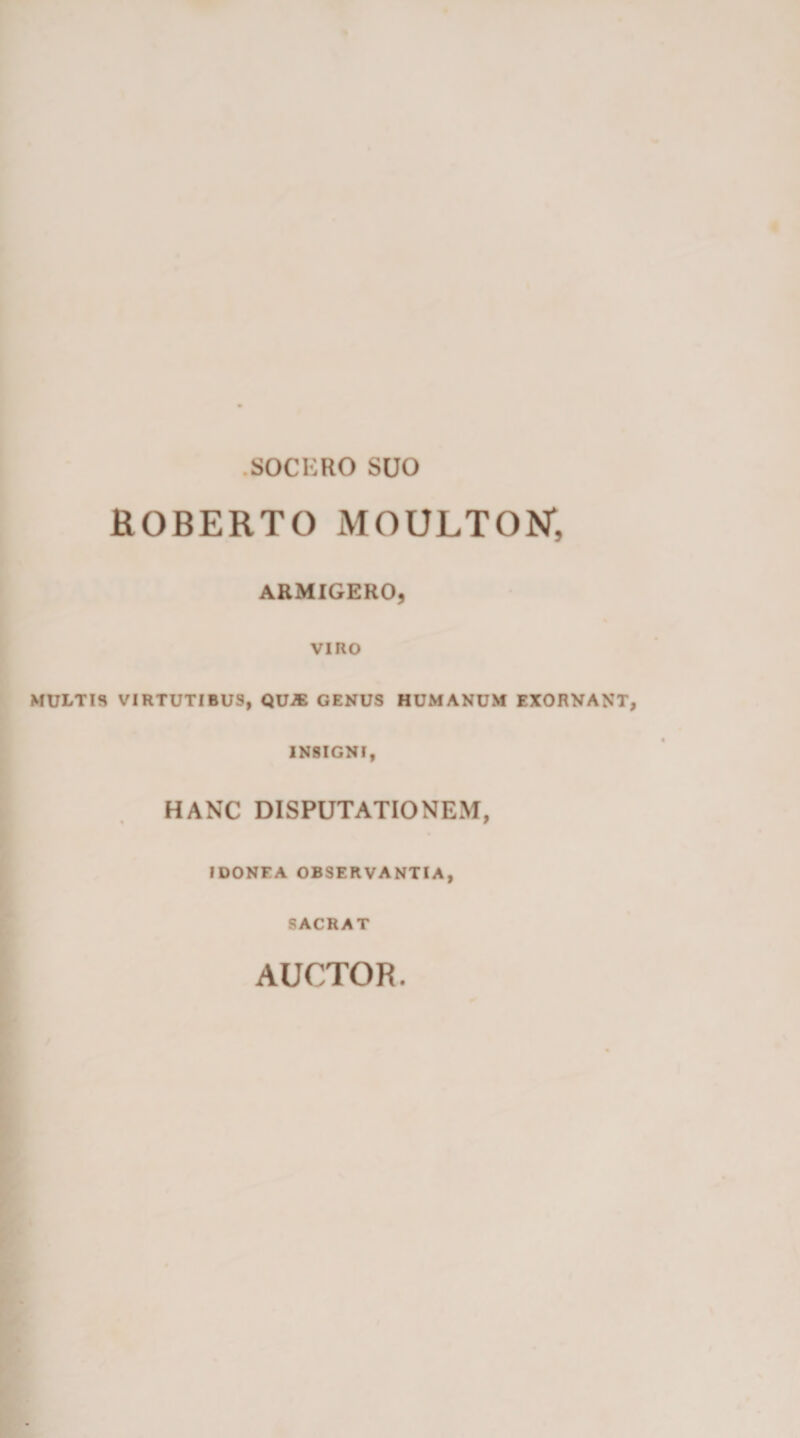 SOCERO SUO
ROBERTO MOULTON,
ARMIGERO,
VIRO
MULTIS VIRTUTIBUS, QUÆ GENUS HUMANUM EXORNANT,
INSIGNI,
HANC DISPUTATIONEM,
IDONEA OBSERVANTIA,
SACRAT
AUCTOR.